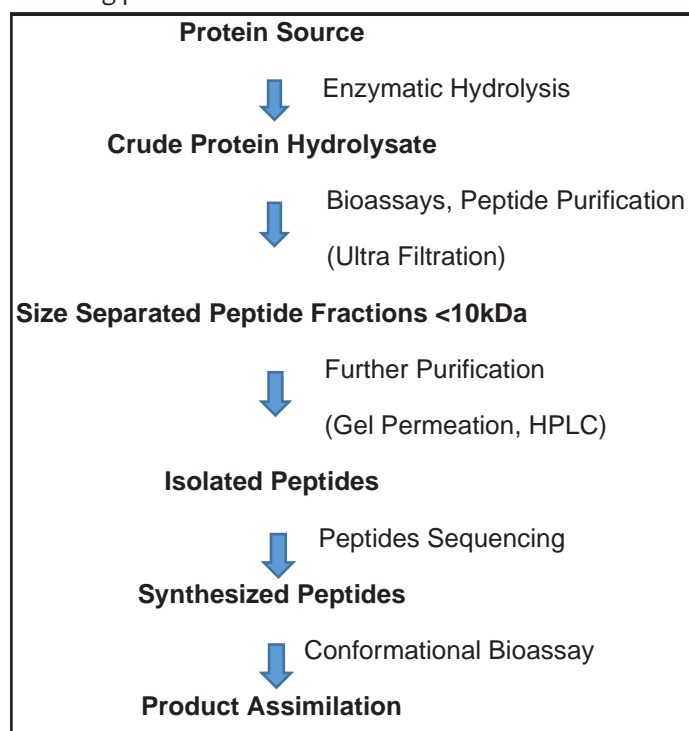 Protein Source
Enzymatic Hydrolysis
Crude Protein Hydrolysate
Bioassays, Peptide Purification
(Ultra Filtration)
Size Separated Peptide Fractions <10kDa
Further Purification
(Gel Permeation, HPLC)
Isolated Peptides
Peptides Sequencing
Synthesized Peptides
Conformational Bioassay
Product Assimilation